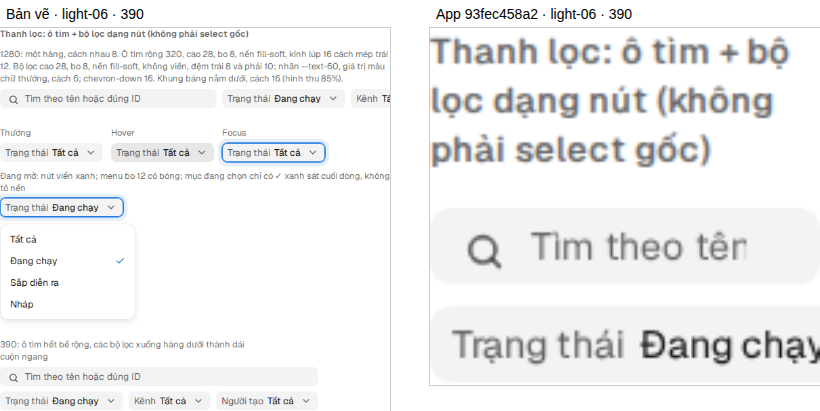 Bản vẽ · light-06 · 390
Thanh lọc: ô tìm + bộ lọc dạng nút (không phải select gốc)
1280: một hàng, cách nhau 8. Ô tìm rộng 320, cao 28, bo 8, nền fill-soft, kính lúp 16 cách mép trái
12. Bộ lọc cao 28, bo 8, nền fill-soft, không viền, đệm trái 8 và phải 10; nhãn --text-60, giá trị màu
chữ thường, cách 6; chevron-down 16. Khung bảng nằm dưới, cách 16 (hình thu 85%).
Tìm theo tên hoặc đúng ID
Trạng thái Đang chạy
Kênh Tấ
Thường
Hover
Focus
Trạng thái Tất cả
Trạng thái Tất cả
Trạng thái Tất cả
Đang mở: nút viền xanh; menu bo 12 có bóng; mục đang chọn chỉ có ✓ xanh sát cuối dòng, không
tô nền
Trạng thái Đang chạy
Tất cả
Đang chạy
Sắp diễn ra
Nháp
390: ô tìm hết bề rộng, các bộ lọc xuống hàng dưới thành dải
cuộn ngang
Tìm theo tên hoặc đúng ID
Trạng thái Đang chạy
Kênh Tất cả
Người tạo Tất cả
App 93fec458a2 · light-06 · 390
Thanh lọc: ô tìm + bộ
lọc dạng nút (không
phải select gốc)
Tìm theo tên
Trạng thái Đang chạy